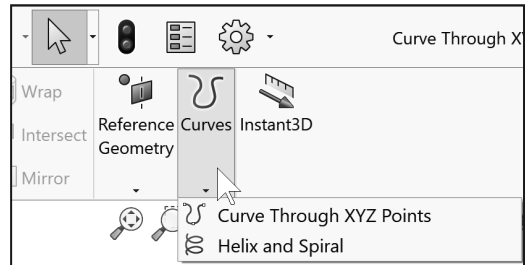 Curve Through X
Wrap
Reference Curves Instant3D
Intersect
Geometry
Mirror
Curve Through XYZ Points
Helix and Spiral